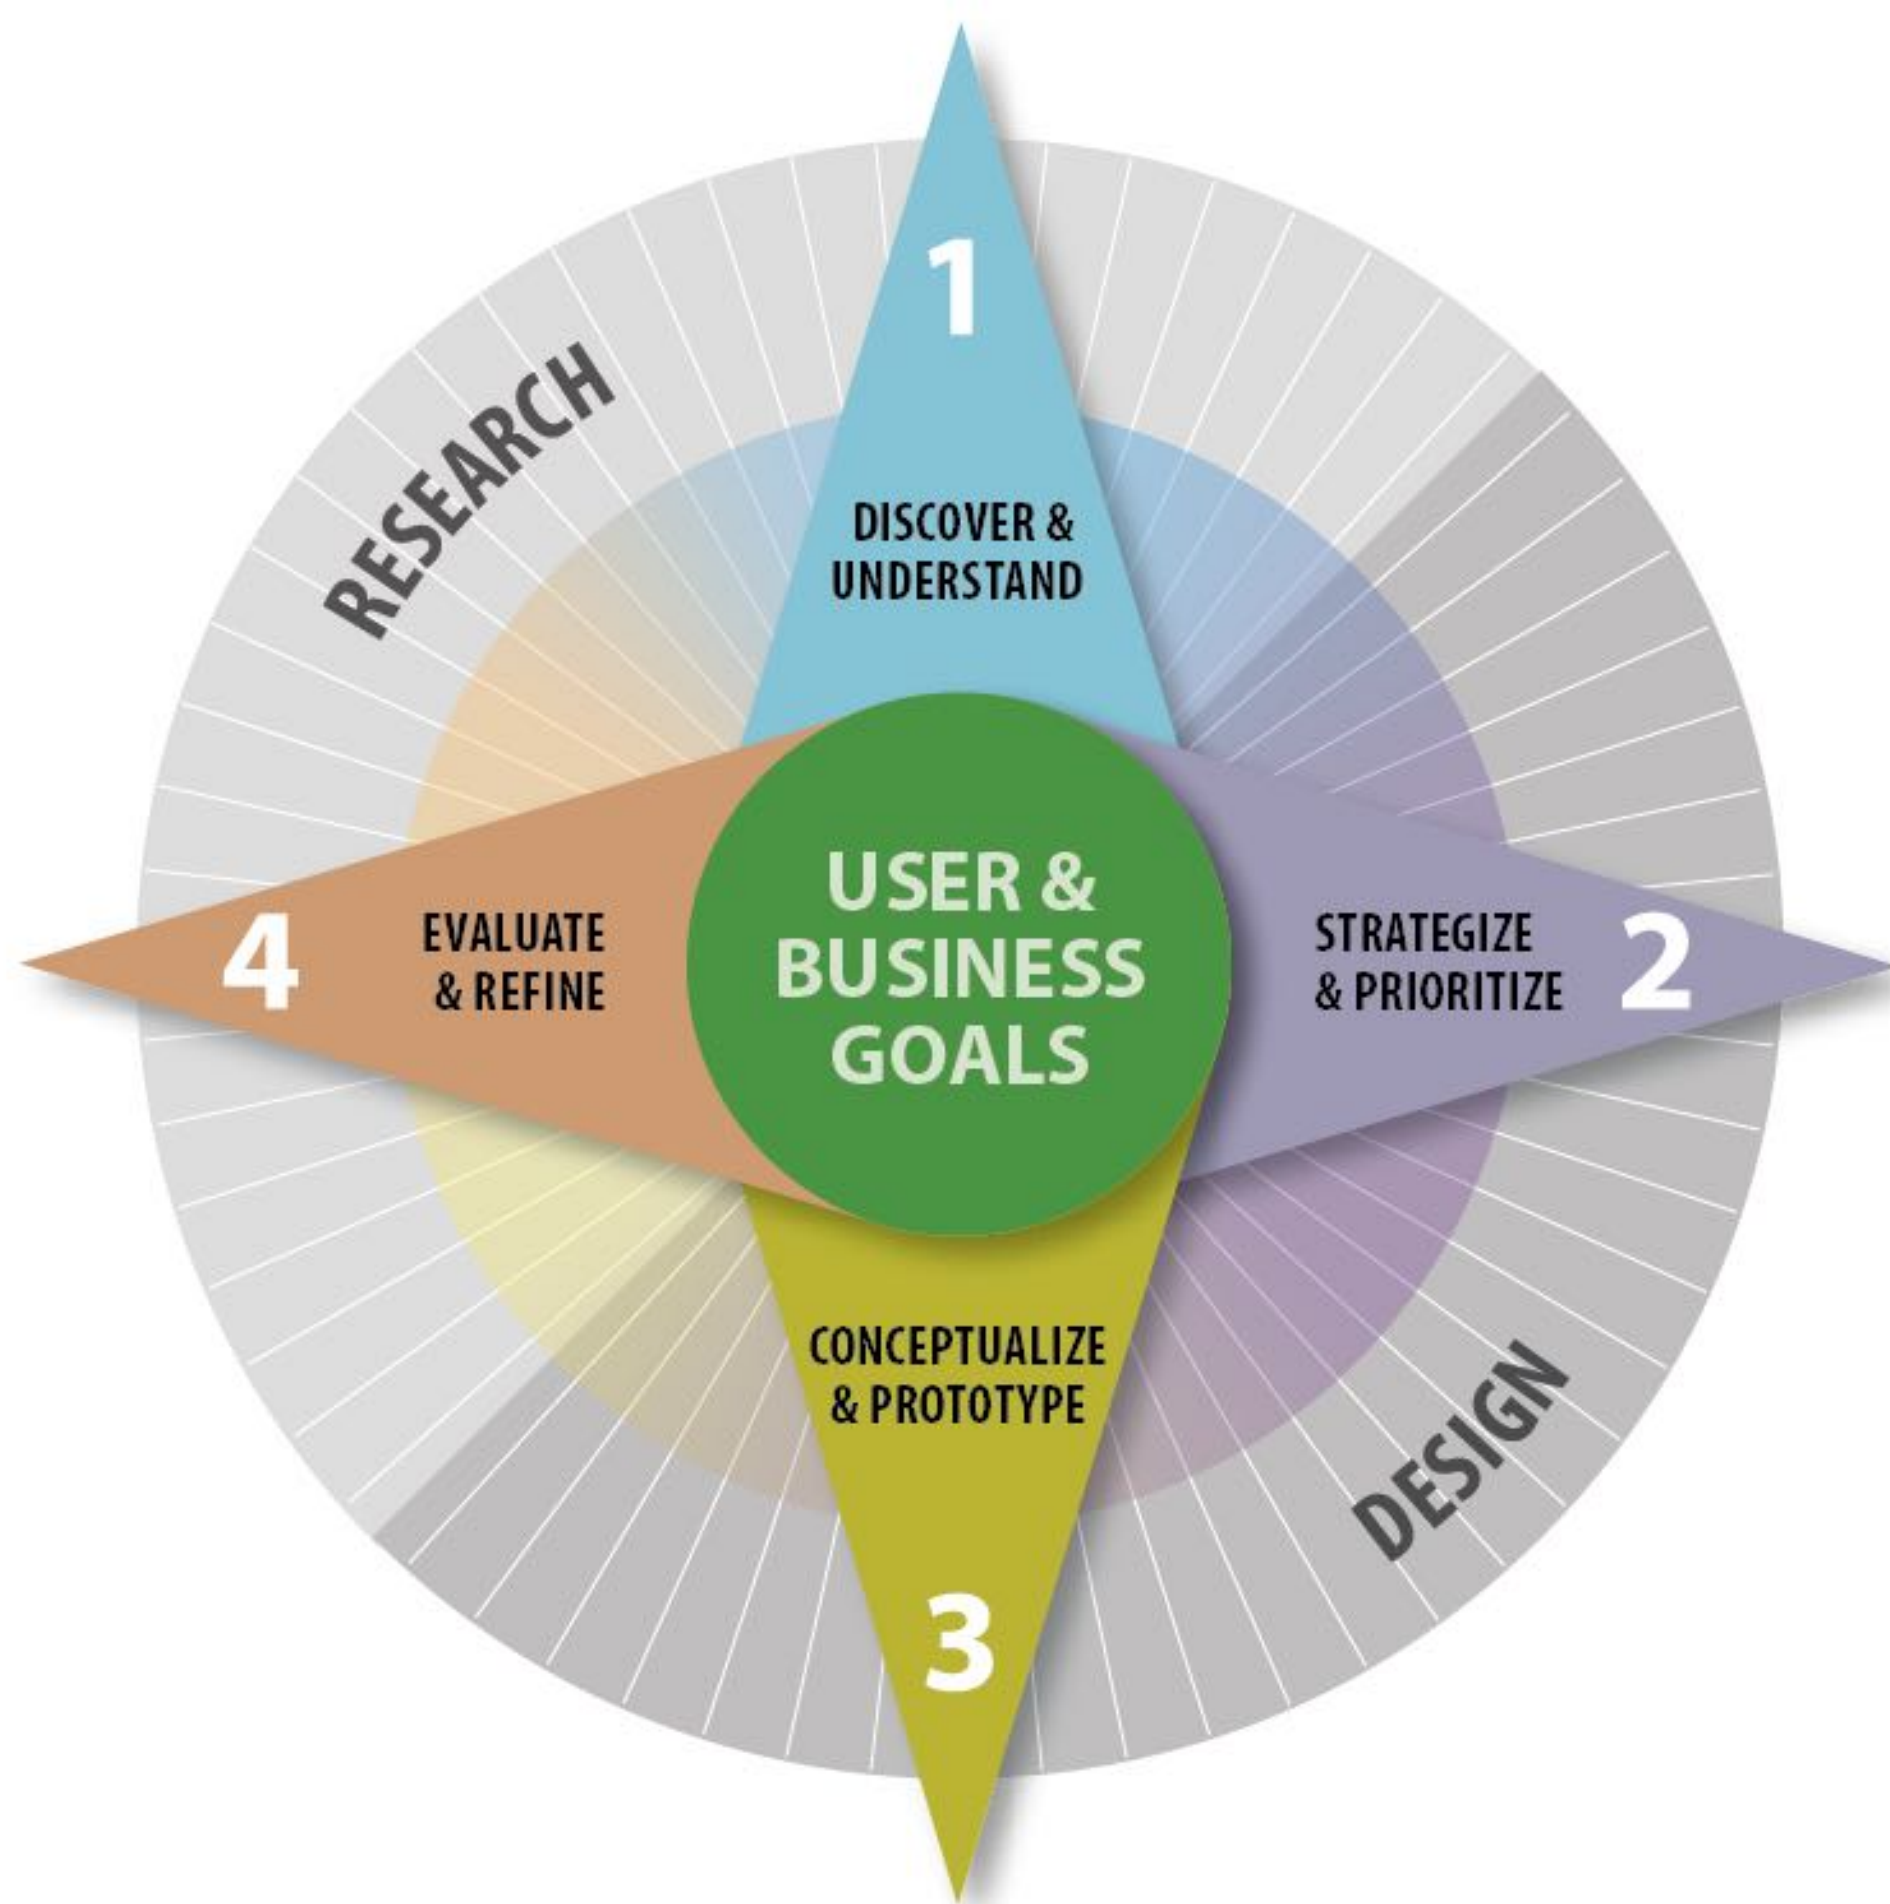 1
DISCOVER &
UNDERSTAND
RESEARCH
USER &
BUSINESS
GOALS
STRATEGIZE
& PRIORITIZE
2
CONCEPTUALIZE
& PROTOTYPE
3
4
EVALUATE
& REFINE
DESIGN